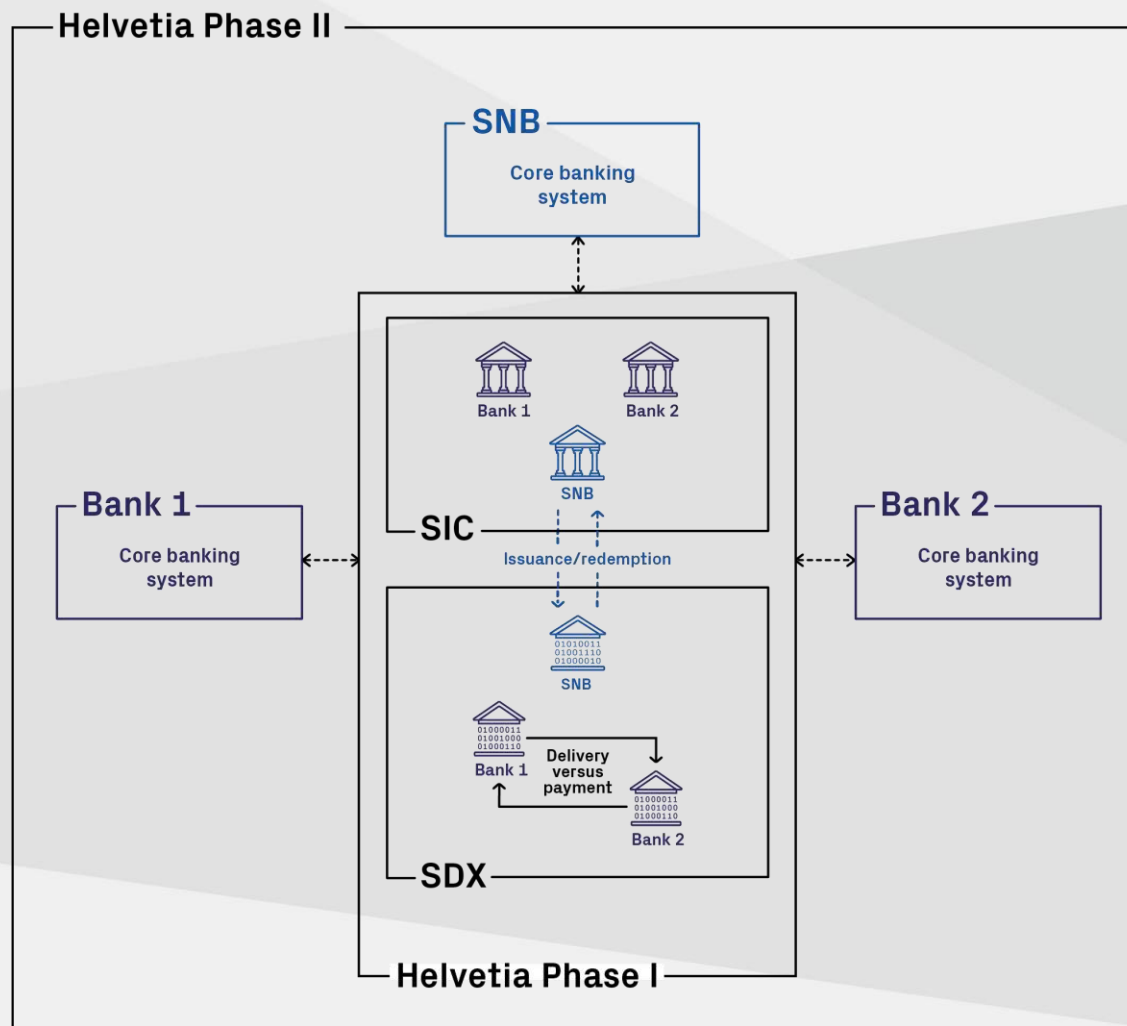 Helvetia Phase II
SNB
Core banking
system
Bank 1
Bank 2
SNB
SIC
Bank 1
Core banking
system
Bank 2
Core banking
system
Issuance/redemption
01010011
01001110
01000010
SNB
01000011
01001000
01000110
Bank 1
Delivery
versus
payment
01000011
01001000
01000110
Bank 2
SDX
Helvetia Phase I